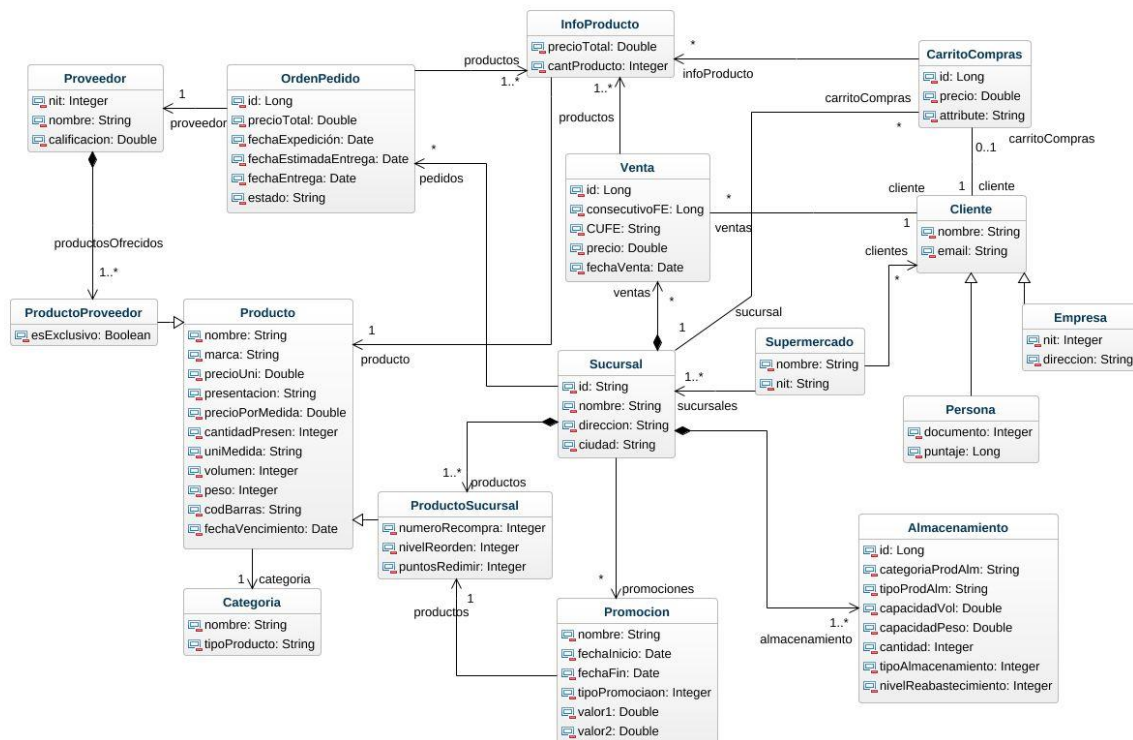 InfoProducto
precioTotal: Double
cantProducto: Integer
productos
1..*
*
infoProducto
CarritoCompras
id: Long
precio: Double
attribute: String
carritoCompras
*
carritoCompras
0..1
Proveedor
nit: Integer
nombre: String
calificacion: Double
1
proveedor
OrdenPedido
id: Long
precioTotal: Double
fechaExpedición: Date
fechaEstimadaEntrega: Date
fechaEntrega: Date
estado: String
*
pedidos
1..*
productos
Venta
id: Long
consecutivoFE: Long
CUFE: String
precio: Double
fechaVenta: Date
*
ventas
cliente
1
1
cliente
Cliente
nombre: String
email: String
clientes
*
productosOfrecidos
1..*
ventas
*
ProductoProveedor
esExclusivo: Boolean
Producto
nombre: String
marca: String
precioUni: Double
presentacion: String
precioPorMedida: Double
cantidadPresen: Integer
uniMedida: String
volumen: Integer
peso: Integer
codBarras: String
fechaVencimiento: Date
1
producto
1
sucursal
Supermercado
nombre: String
nit: String
Empresa
nit: Integer
direccion: String
Sucursal
id: String
nombre: String
direccion: String
ciudad: String
1..*
sucursales
Persona
documento: Integer
puntaje: Long
1..*
productos
ProductoSucursal
numeroRecompra: Integer
nivelReorden: Integer
puntosRedimir: Integer
1
productos
1
categoria
Categoria
nombre: String
tipoProducto: String
*
promociones
Promocion
nombre: String
fechaInicio: Date
fechaFin: Date
tipoPromociaon: Integer
valor1: Double
valor2: Double
1..*
almacenamiento
Almacenamiento
id: Long
categoriaProdAlm: String
tipoProdAlm: String
capacidadVol: Double
capacidadPeso: Double
cantidad: Integer
tipoAlmacenamiento: Integer
nivelReabastecimiento: Integer